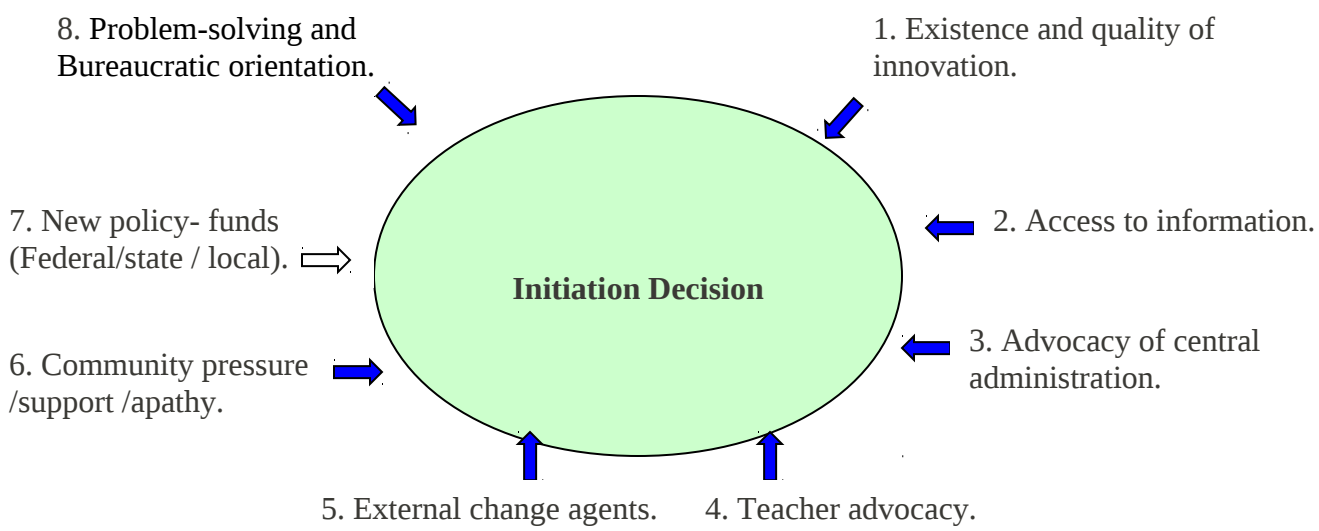 8. Problem-solving and
Bureaucratic orientation.
1. Existence and quality of
innovation.
7. New policy- funds
(Federal/state / local).
2. Access to information.
Initiation Decision
3. Advocacy of central
administration.
6. Community pressure
/support /apathy.
5. External change agents.
4. Teacher advocacy.